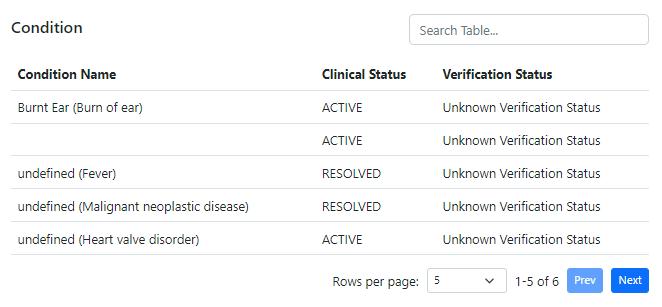 Condition
Search Table...
Condition Name Clinical Status Verification Status
Burnt Ear (Burn of ear) ACTIVE Unknown Verification Status
ACTIVE Unknown Verification Status
undefined (Fever) RESOLVED Unknown Verification Status
undefined (Malignant neoplastic disease) RESOLVED Unknown Verification Status
undefined (Heart valve disorder) ACTIVE Unknown Verification Status
Rows per page: 5 1-5 of 6 Prev Next